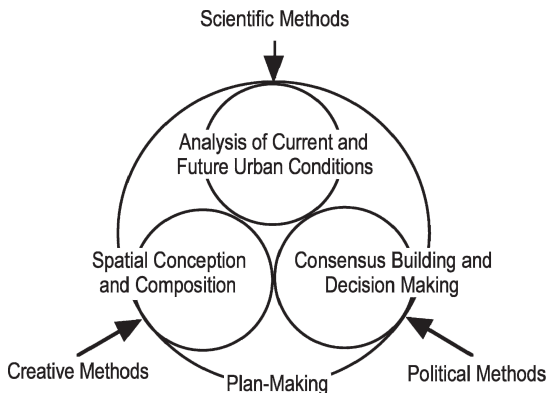 Scientific Methods
Analysis of Current and
Future Urban Conditions
Spatial Conception
and Composition
Consensus Building and
Decision Making
Creative Methods
Plan-Making
Political Methods